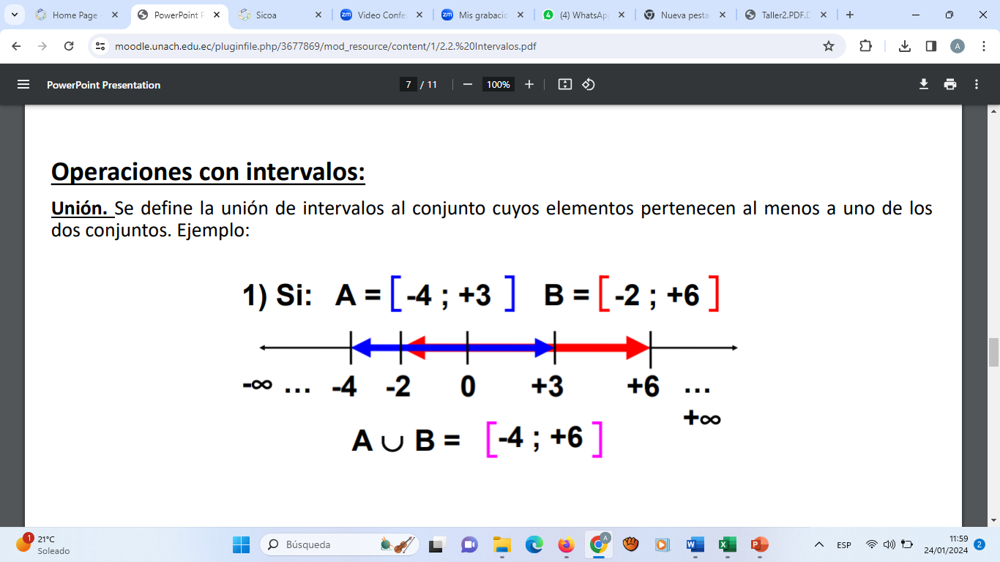 Home Page
PowerPoint P
Sicoa
Video Confe
Mis grabacio
(4) WhatsAp
Nueva pesta
Taller2.PDF.D
moodle.unach.edu.ec/pluginfile.php/3677869/mod_resource/content/1/2.2.%20Intervalos.pdf
A
PowerPoint Presentation
7 / 11
100%
Operaciones con intervalos:
Unión. Se define la unión de intervalos al conjunto cuyos elementos pertenecen al menos a uno de los
dos conjuntos. Ejemplo:
1) Si: A = [ -4 ; +3 ] B = [ -2 ; +6 ]
-∞ ... -4 -2 0 +3 +6 ...
+∞
A ∪ B = [ -4 ; +6 ]
1
21°C
Soleado
Búsqueda
A
ESP
11:59
24/01/2024
2